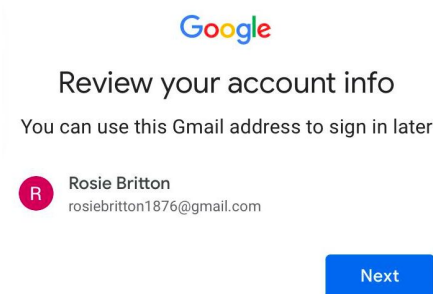 Google
Review your account info
You can use this Gmail address to sign in later
R
Rosie Britton
rosiebritton1876@gmail.com
Next